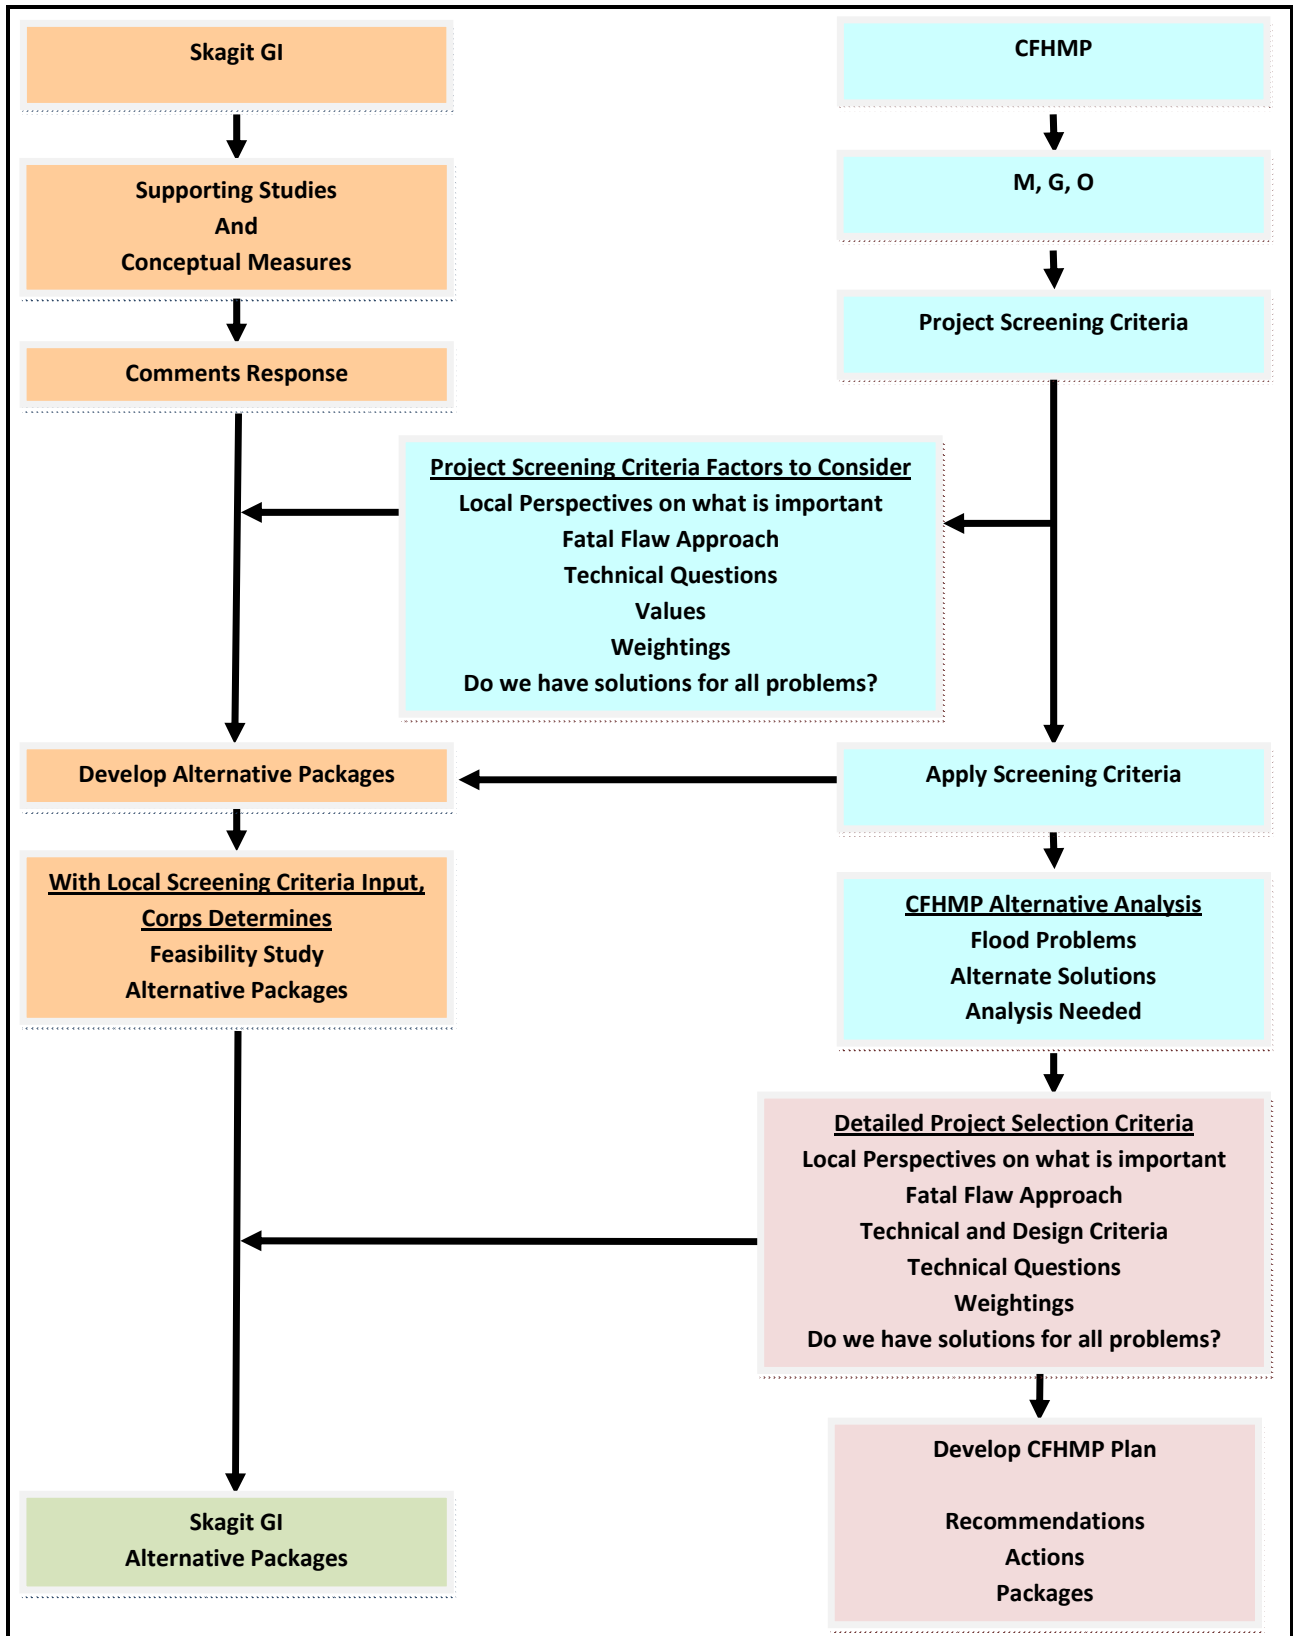 Skagit GI
CFHMP
Supporting Studies
And
Conceptual Measures
M, G, O
Project Screening Criteria
Comments Response
Project Screening Criteria Factors to Consider
Local Perspectives on what is important
Fatal Flaw Approach
Technical Questions
Values
Weightings
Do we have solutions for all problems?
Develop Alternative Packages
Apply Screening Criteria
With Local Screening Criteria Input,
Corps Determines
Feasibility Study
Alternative Packages
CFHMP Alternative Analysis
Flood Problems
Alternate Solutions
Analysis Needed
Detailed Project Selection Criteria
Local Perspectives on what is important
Fatal Flaw Approach
Technical and Design Criteria
Technical Questions
Weightings
Do we have solutions for all problems?
Skagit GI
Alternative Packages
Develop CFHMP Plan
Recommendations
Actions
Packages